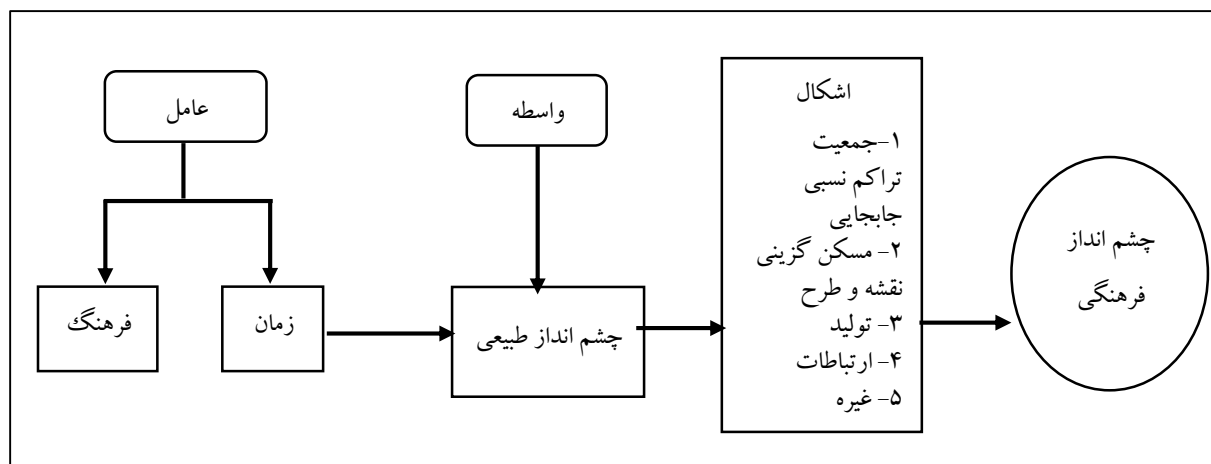 عامل
فرهنگ
زمان
واسطه
چشم انداز طبیعی
اشکال
۱-جمعیت
تراکم نسبی
جابجایی
۲- مسکن گزینی
نقشه و طرح
۳- تولید
۴- ارتباطات
۵- غیره
چشم انداز
فرهنگی